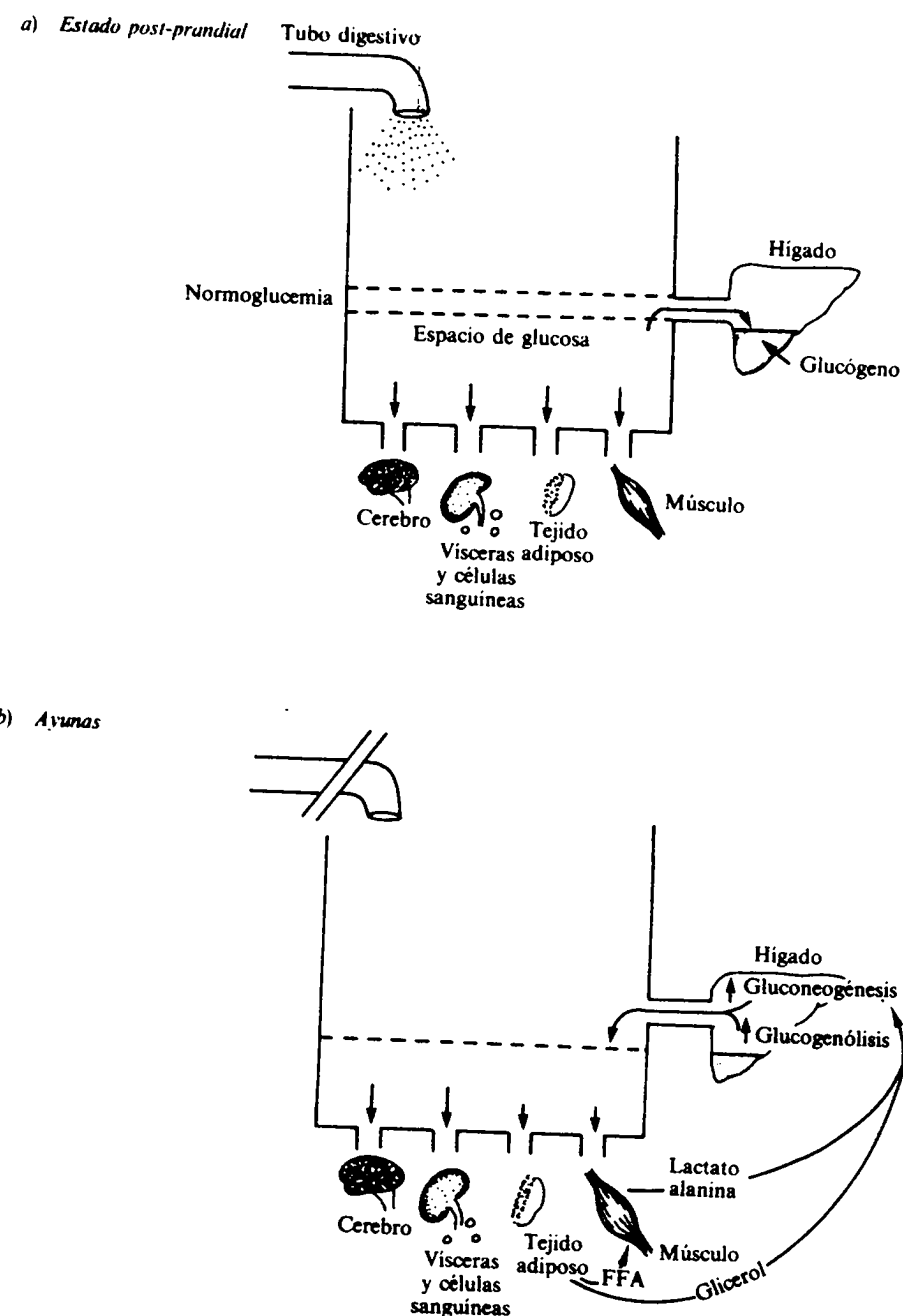 a) Estado post-prandial
Tubo digestivo
Hígado
Normoglucemia
Espacio de glucosa
Glucógeno
Cerebro
Músculo
Vísceras
y células
sanguíneas
Tejido
adiposo
b) Ayunas
Hígado
Gluconeogénesis
Glucogenólisis
Lactato
alanina
Cerebro
Vísceras
y células
sanguíneas
Tejido
adiposo
FFA
Músculo
Glicerol